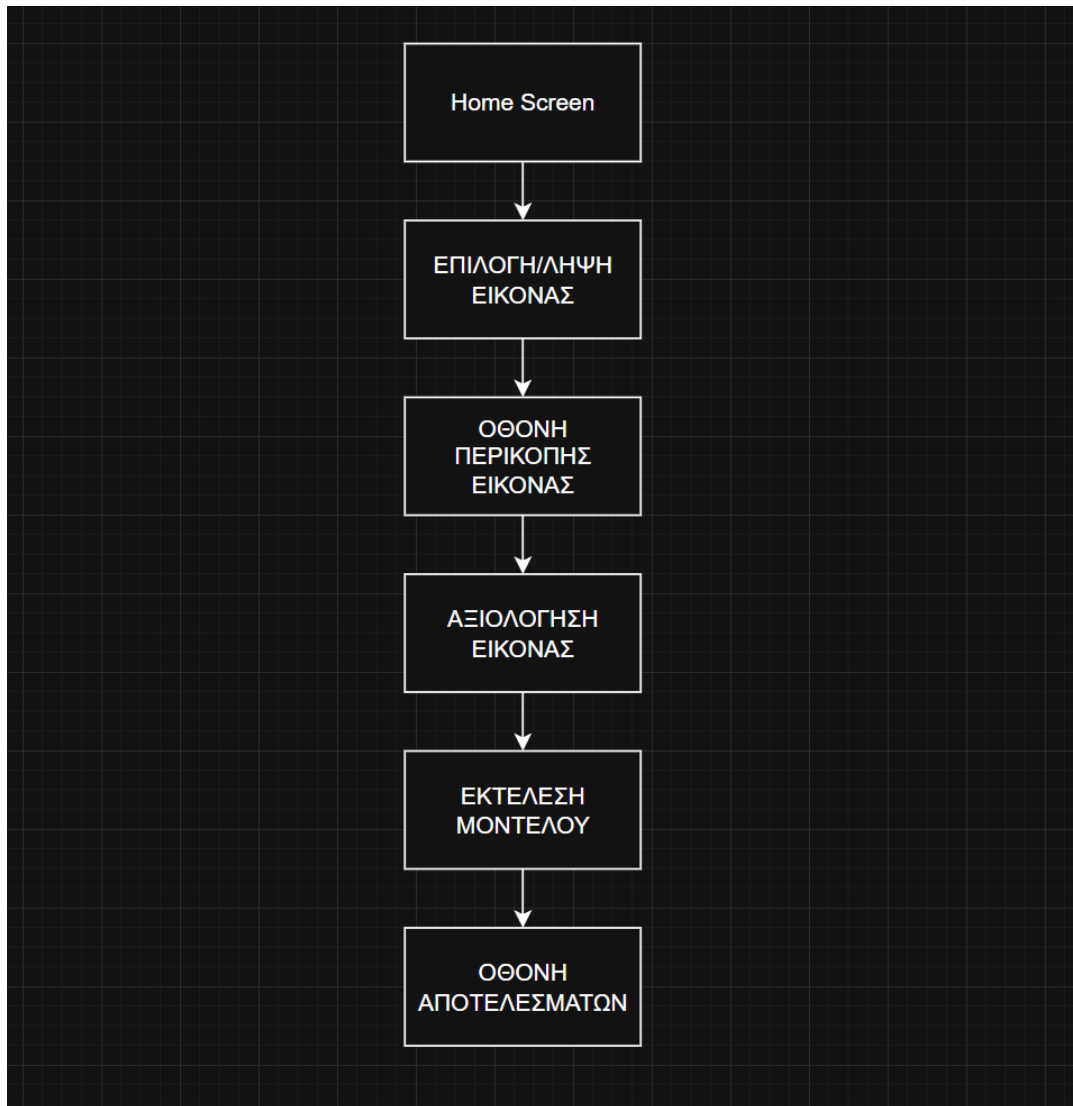 Home Screen
ΕΠΙΛΟΓΗ/ΛΗΨΗ
ΕΙΚΟΝΑΣ
ΟΘΟΝΗ
ΠΕΡΙΚΟΠΗΣ
ΕΙΚΟΝΑΣ
ΑΞΙΟΛΟΓΗΣΗ
ΕΙΚΟΝΑΣ
ΕΚΤΕΛΕΣΗ
ΜΟΝΤΕΛΟΥ
ΟΘΟΝΗ
ΑΠΟΤΕΛΕΣΜΑΤΩΝ